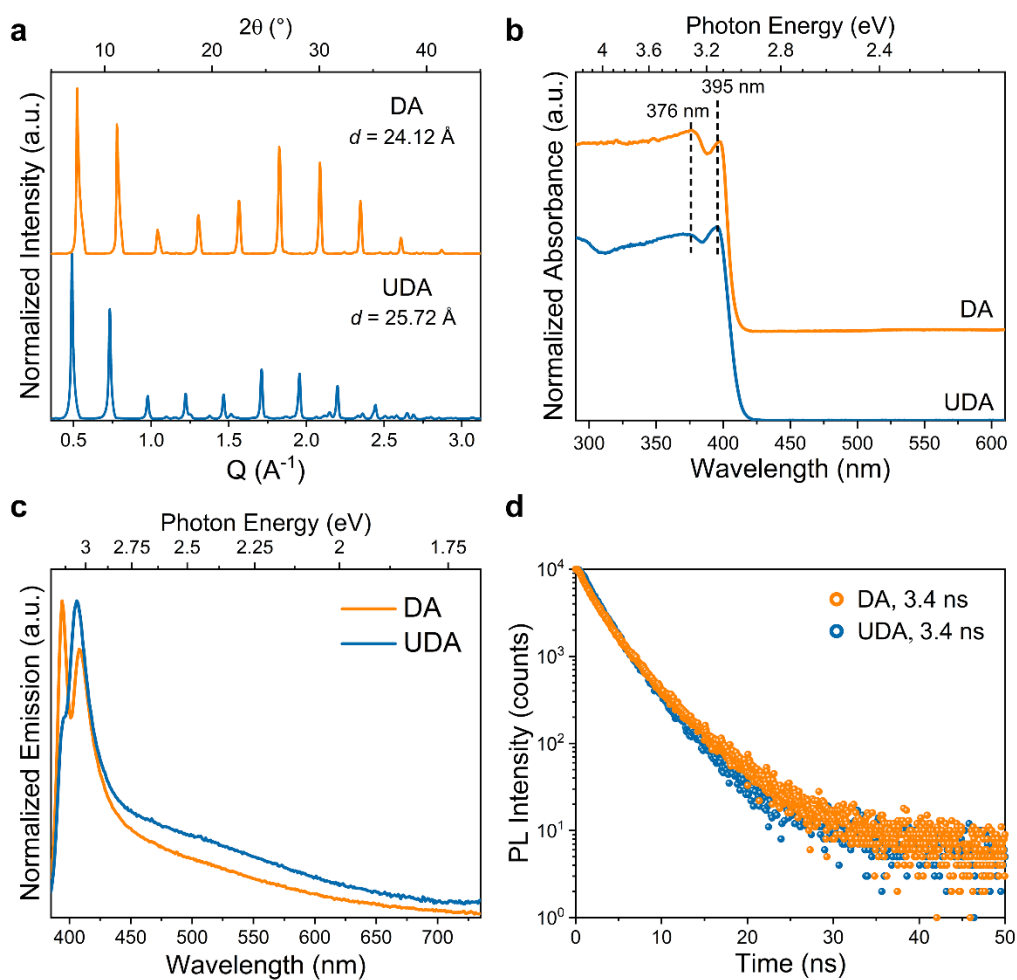 a
2θ (°)
11 17 24 30 36 42
Normalized Intensity (a.u.)
DA
d = 24.12 Å
UDA
d = 25.72 Å
0.5 1.0 1.5 2.0 2.5 3.0
Q (A⁻¹)
b
Photon Energy (eV)
4 3.6 3.2 2.8 2.4
Normalized Absorbance (a.u.)
395 nm
376 nm
DA
UDA
300 350 400 450 500 550 600
Wavelength (nm)
c
Photon Energy (eV)
3 2.75 2.5 2.25 2 1.75
Normalized Emission (a.u.)
DA
UDA
400 450 500 550 600 650 700
Wavelength (nm)
d
PL Intensity (counts)
10⁴
10³
10²
10¹
10⁰
DA, 3.4 ns
UDA, 3.4 ns
0 10 20 30 40 50
Time (ns)